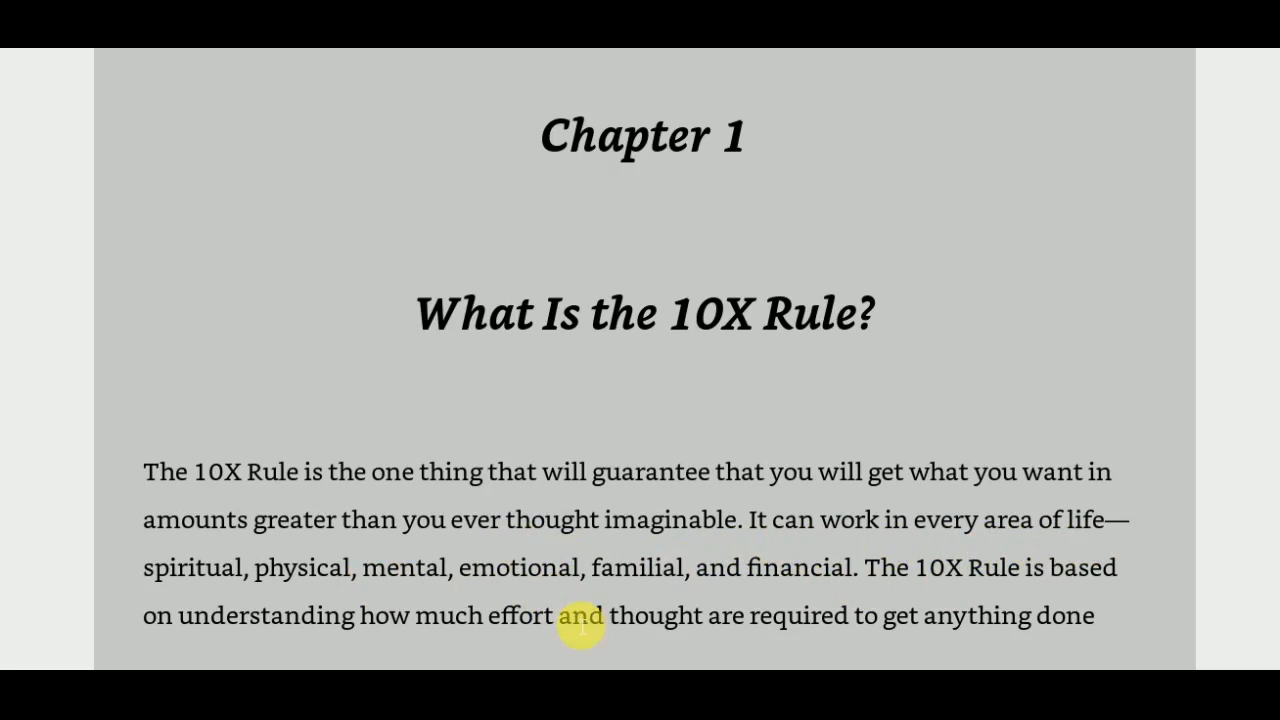 Chapter 1
What Is the 10X Rule?
The 10X Rule is the one thing that will guarantee that you will get what you want in
amounts greater than you ever thought imaginable. It can work in every area of life—
spiritual, physical, mental, emotional, familial, and financial. The 10X Rule is based
on understanding how much effort and thought are required to get anything done